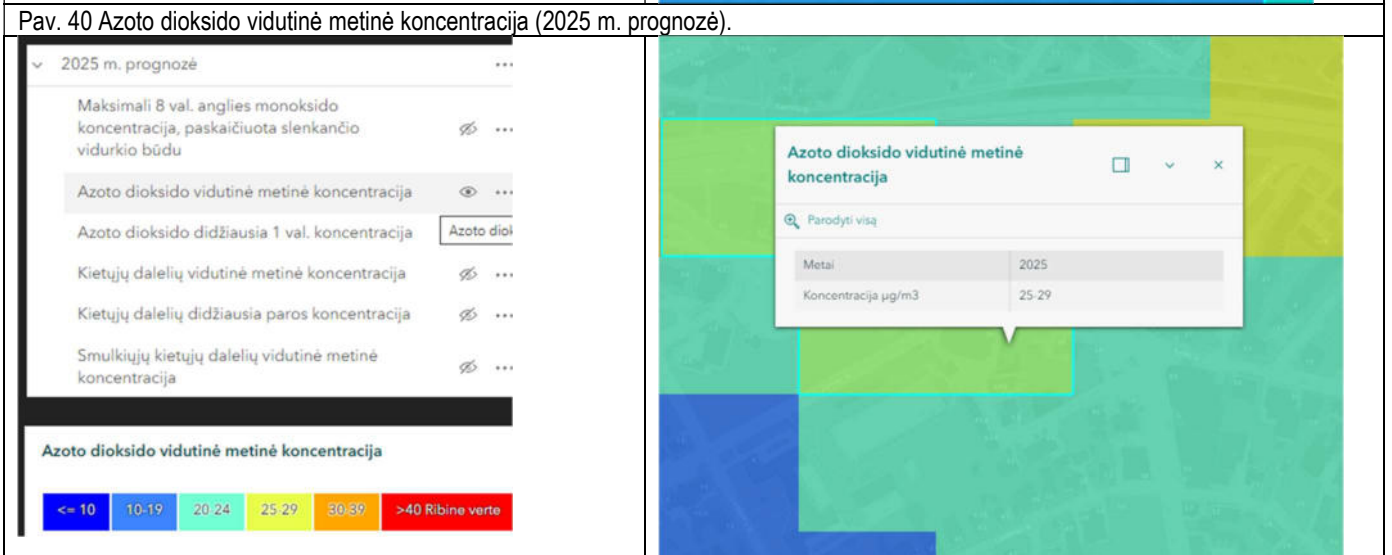 Pav. 40 Azoto dioksido vidutinė metinė koncentracija (2025 m. prognozė).
2025 m. prognozė
Maksimali 8 val. anglies monoksido
koncentracija, paskaičiuota slenkančio
vidurkio būdu
Azoto dioksido vidutinė metinė koncentracija
Azoto dioksido didžiausia 1 val. koncentracija
Azoto diok
Kietųjų dalelių vidutinė metinė koncentracija
Kietųjų dalelių didžiausia paros koncentracija
Smulkiųjų kietųjų dalelių vidutinė metinė
koncentracija
Azoto dioksido vidutinė metinė koncentracija
<= 10 10-19 20-24 25-29 30-39 >40 Ribine verte
Azoto dioksido vidutinė metinė
koncentracija
Parodyti visą
Metai 2025
Koncentracija µg/m3 25-29